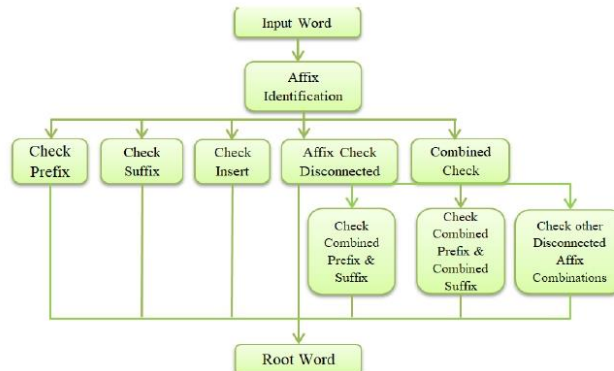 Input Word
Affix
Identification
Check
Prefix
Check
Suffix
Check
Insert
Affix Check
Disconnected
Combined
Check
Check
Combined
Prefix &
Suffix
Check
Combined
Prefix &
Combined
Suffix
Check other
Disconnected
Affix
Combinations
Root Word